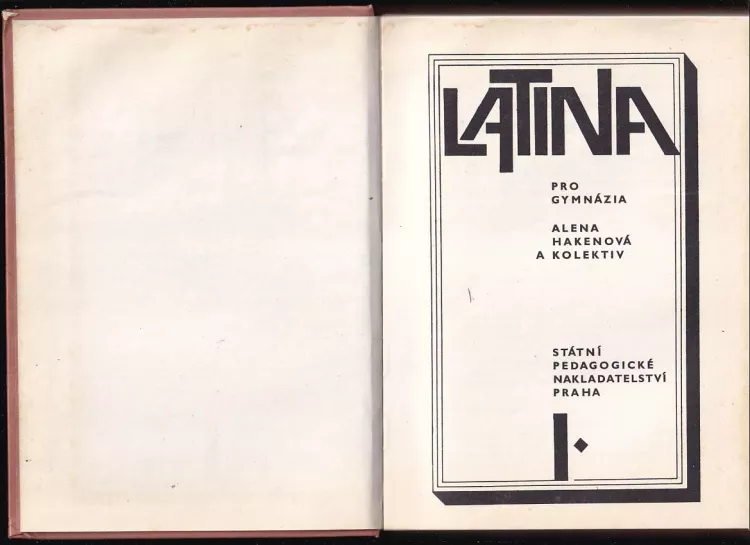 LATINA
PRO
GYMNÁZIA
ALENA
HAKENOVÁ
A KOLEKTIV
STÁTNÍ
PEDAGOGICKÉ
NAKLADATELSTVÍ
PRAHA
I.